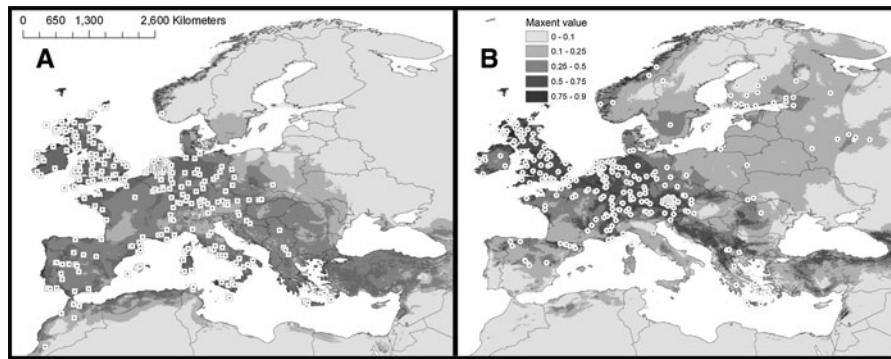 0 650 1,300 2,600 Kilometers
A
B
Maxent value
0 - 0.1
0.1 - 0.25
0.25 - 0.5
0.5 - 0.75
0.75 - 0.9